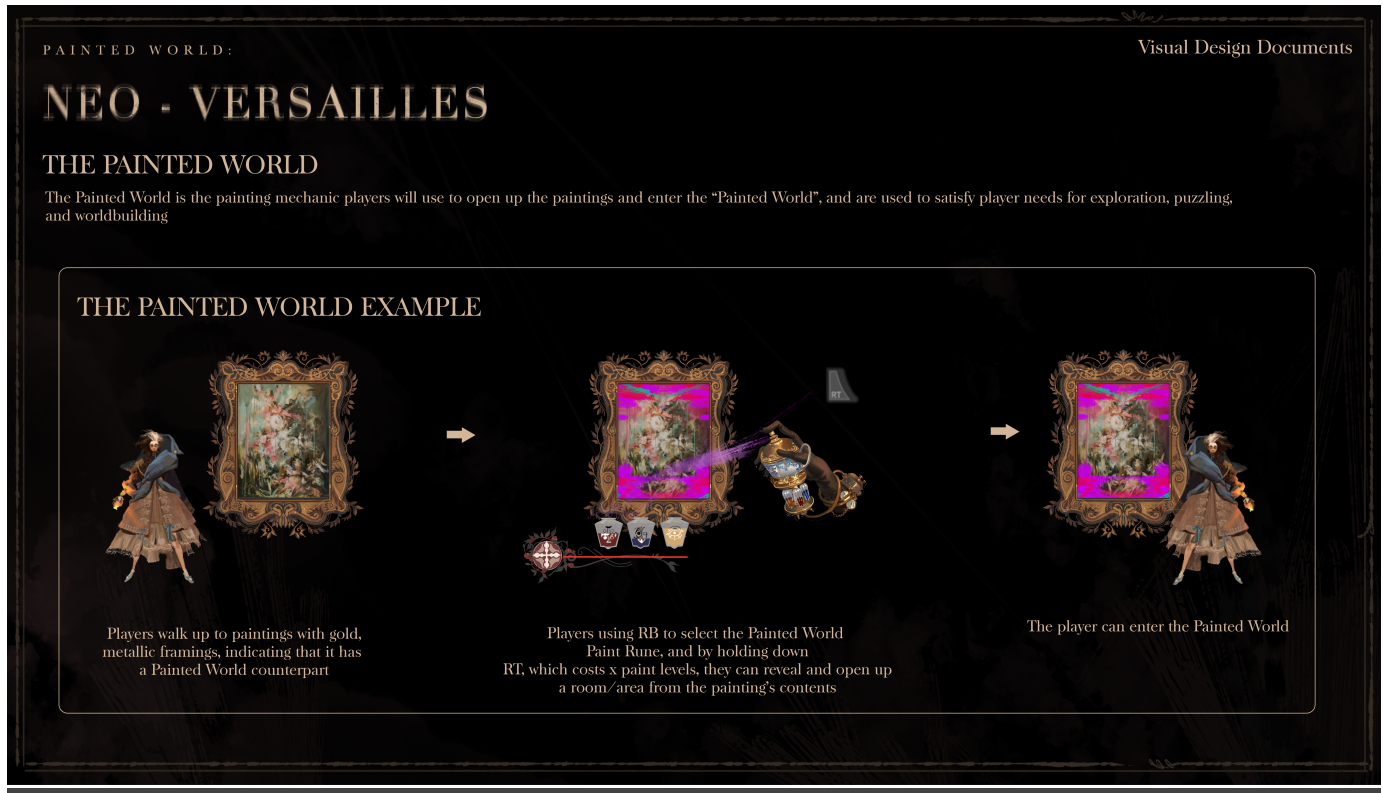 PAINTED WORLD:
Visual Design Documents
NEO - VERSAILLES
THE PAINTED WORLD
The Painted World is the painting mechanic players will use to open up the paintings and enter the “Painted World”, and are used to satisfy player needs for exploration, puzzling,
and worldbuilding
THE PAINTED WORLD EXAMPLE
RT
Players walk up to paintings with gold,
metallic framings, indicating that it has
a Painted World counterpart
Players using RB to select the Painted World
Paint Rune, and by holding down
RT, which costs x paint levels, they can reveal and open up
a room/area from the painting’s contents
The player can enter the Painted World